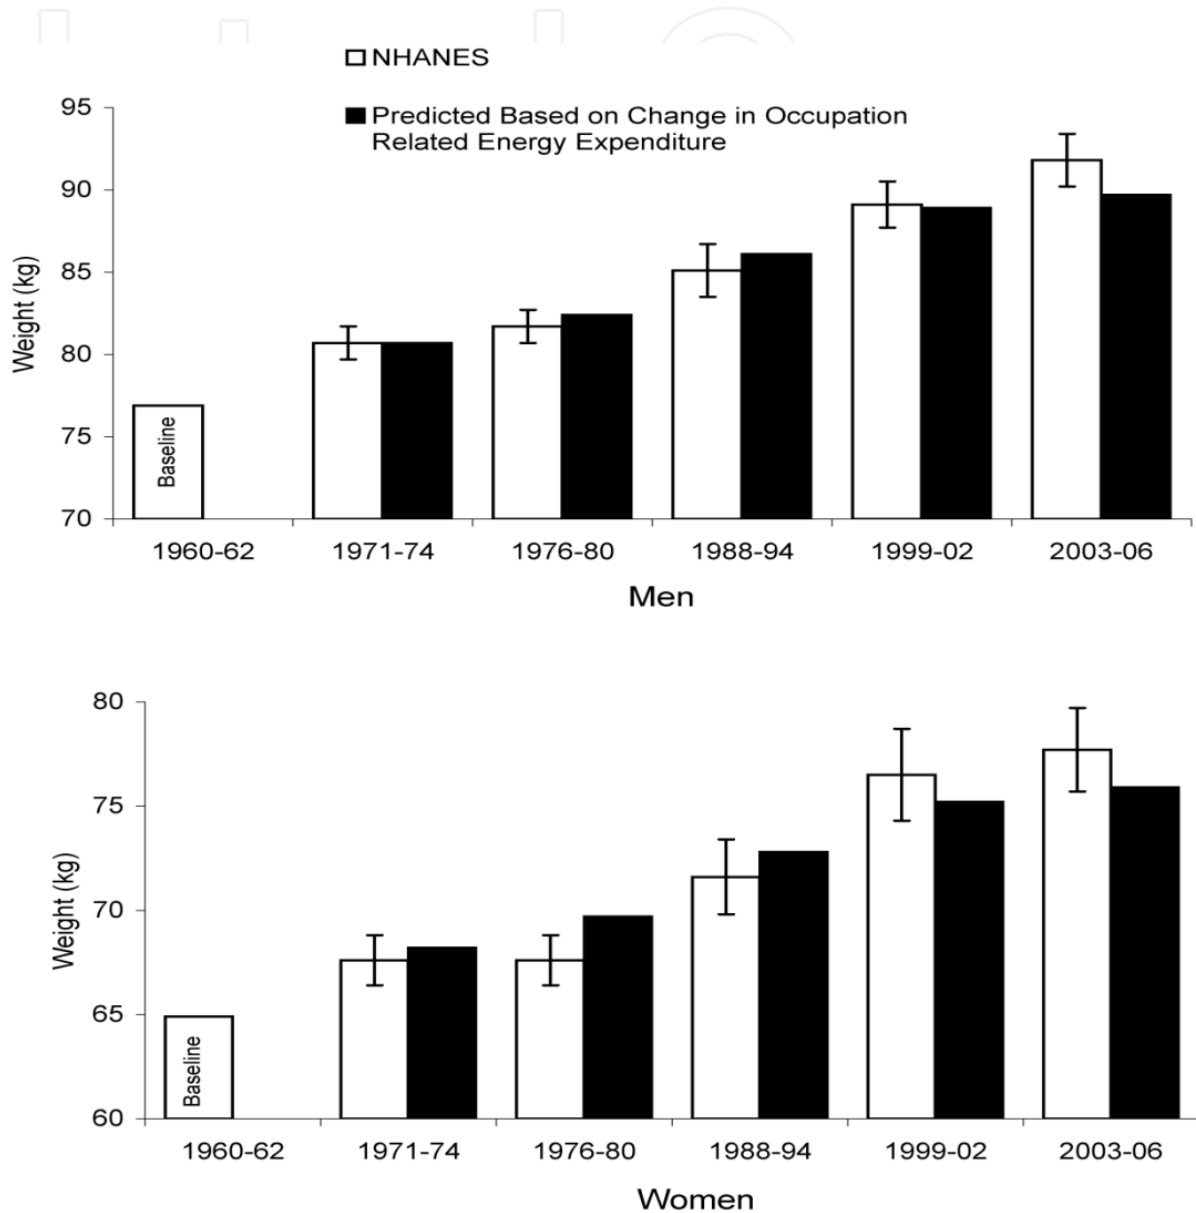 NHANES
Predicted Based on Change in Occupation
Related Energy Expenditure
95
90
85
80
75
70
Weight (kg)
Baseline
1960-62 1971-74 1976-80 1988-94 1999-02 2003-06
Men
80
75
70
65
60
Weight (kg)
Baseline
1960-62 1971-74 1976-80 1988-94 1999-02 2003-06
Women